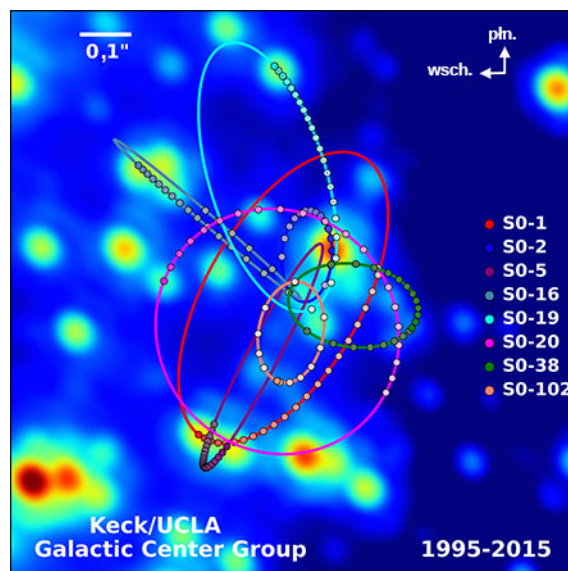 0,1"
płn.
wsch.
S0-1
S0-2
S0-5
S0-16
S0-19
S0-20
S0-38
S0-102
Keck/UCLA
Galactic Center Group
1995-2015